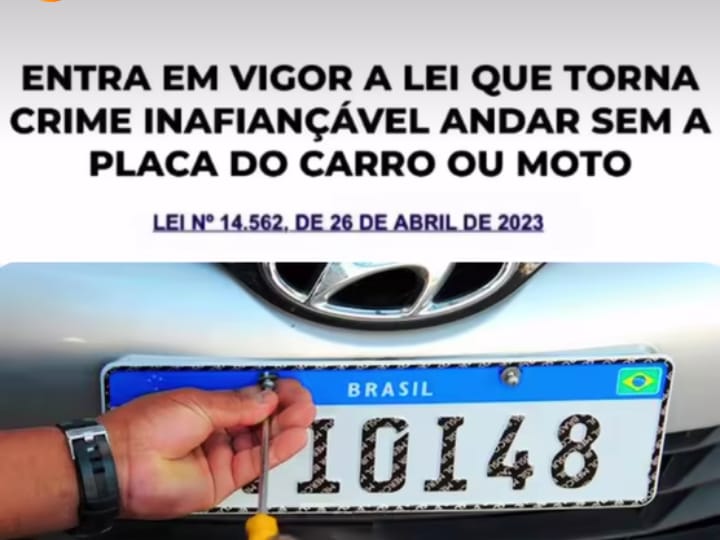 ENTRA EM VIGOR A LEI QUE TORNA
CRIME INAFIANÇÁVEL ANDAR SEM A
PLACA DO CARRO OU MOTO
LEI Nº 14.562, DE 26 DE ABRIL DE 2023
BRASIL
10I48